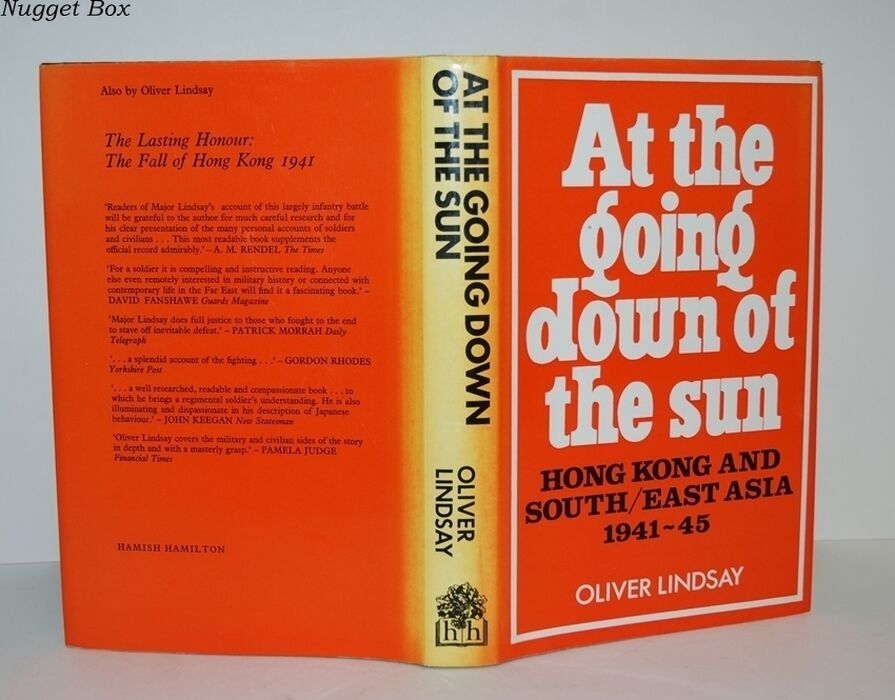 Nugget Box
Also by Oliver Lindsay
The Lasting Honour:
The Fall of Hong Kong 1941
'Readers of Major Lindsay's account of this largely infantry battle
will be grateful to the author for much careful research and for
his clear presentation of the many personal accounts of soldiers
and civilians . . . This most readable book supplements the
official record admirably.' – A. M. RENDEL The Times
'For a soldier it is compelling and instructive reading. Anyone
else even remotely interested in military history or connected with
contemporary life in the Far East will find it a fascinating book.' –
DAVID FANSHAWE Guards Magazine
'Major Lindsay does full justice to those who fought to the end
to stave off inevitable defeat.' – PATRICK MORRAH Daily
Telegraph
'. . . a splendid account of the fighting . . .' – GORDON RHODES
Yorkshire Post
'. . . a well researched, readable and compassionate book . . , to
which he brings a regimental soldier's understanding. He is also
illuminating and dispassionate in his description of Japanese
behaviour.' – JOHN KEEGAN New Statesman
'Oliver Lindsay covers the military and civilian sides of the story
in depth and with a masterly grasp.' – PAMELA JUDGE
Financial Times
HAMISH HAMILTON
AT THE GOING DOWN
OF THE SUN
OLIVER
LINDSAY
h h
At the
going
down of
the sun
HONG KONG AND
SOUTH/EAST ASIA
1941~45
OLIVER LINDSAY